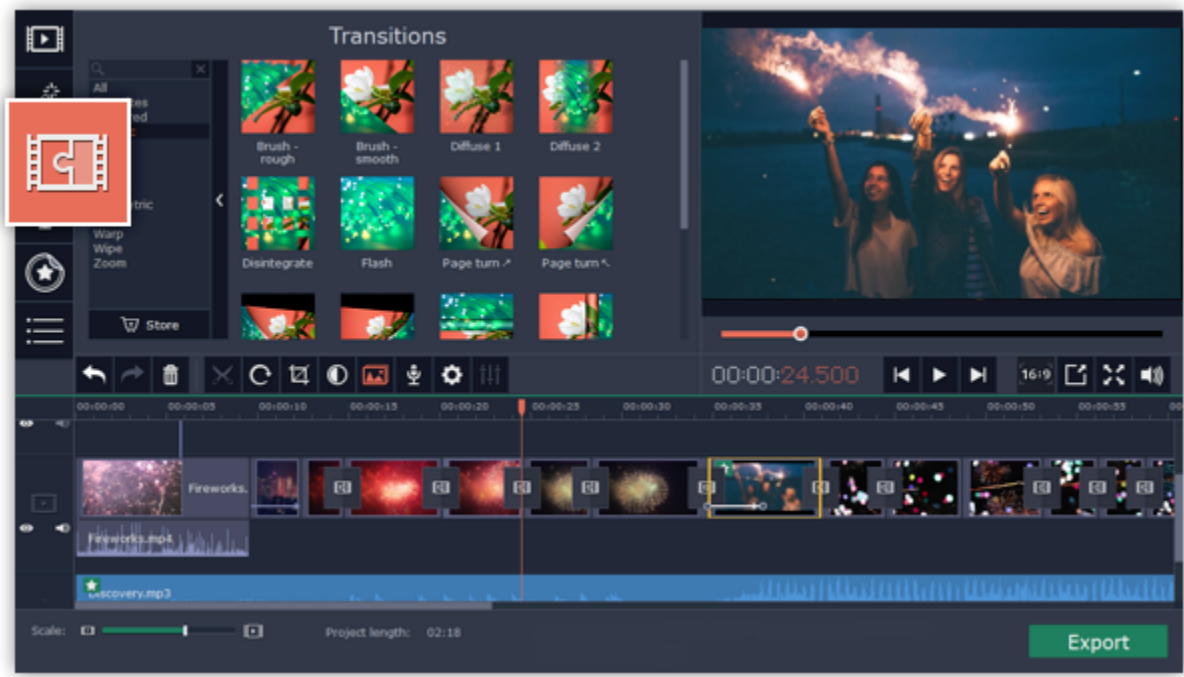 Transitions
All
Warp
Wipe
Zoom
Store
Brush -
rough
Brush -
smooth
Diffuse 1
Diffuse 2
Disintegrate
Flash
Page turn ↗
Page turn ↖
00:00:24.500
16:9
00:00:00 00:00:05 00:00:10 00:00:15 00:00:20 00:00:25 00:00:30 00:00:35 00:00:40 00:00:45 00:00:50 00:00:55 00
Fireworks.
Fireworks.mp4
Discovery.mp3
Scale:
Project length: 02:18
Export